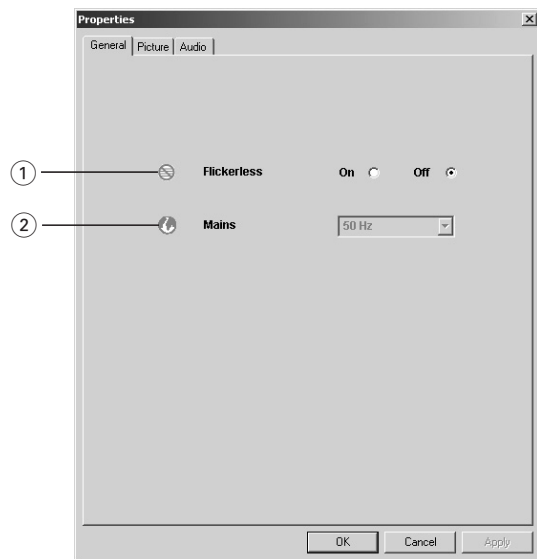 Properties
General Picture Audio
1 Flickerless On Off
2 Mains 50 Hz
OK Cancel Apply